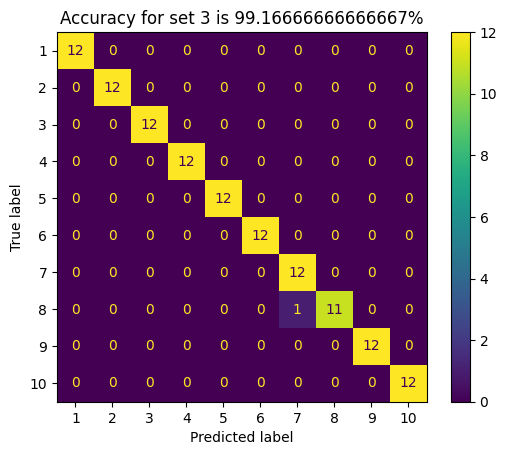 Accuracy for set 3 is 99.16666666666667%
1 12 0 0 0 0 0 0 0 0 0
2 0 12 0 0 0 0 0 0 0 0
3 0 0 12 0 0 0 0 0 0 0
4 0 0 0 12 0 0 0 0 0 0
5 0 0 0 0 12 0 0 0 0 0
6 0 0 0 0 0 12 0 0 0 0
7 0 0 0 0 0 0 12 0 0 0
8 0 0 0 0 0 0 1 11 0 0
9 0 0 0 0 0 0 0 0 12 0
10 0 0 0 0 0 0 0 0 0 12
1 2 3 4 5 6 7 8 9 10
Predicted label
True label
12
10
8
6
4
2
0